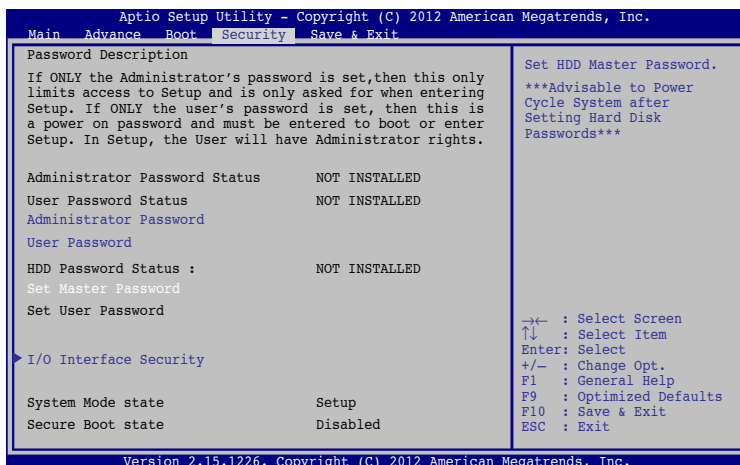 Aptio Setup Utility – Copyright (C) 2012 American Megatrends, Inc.
Main Advance Boot Security Save & Exit
Password Description
If ONLY the Administrator's password is set,then this only
limits access to Setup and is only asked for when entering
Setup. If ONLY the user's password is set, then this is
a power on password and must be entered to boot or enter
Setup. In Setup, the User will have Administrator rights.
Administrator Password Status NOT INSTALLED
User Password Status NOT INSTALLED
Administrator Password
User Password
HDD Password Status : NOT INSTALLED
Set Master Password
Set User Password
I/O Interface Security
System Mode state Setup
Secure Boot state Disabled
Set HDD Master Password.
***Advisable to Power
Cycle System after
Setting Hard Disk
Passwords***
→← : Select Screen
↑↓ : Select Item
Enter: Select
+/— : Change Opt.
F1 : General Help
F9 : Optimized Defaults
F10 : Save & Exit
ESC : Exit
Version 2.15.1226. Copyright (C) 2012 American Megatrends, Inc.